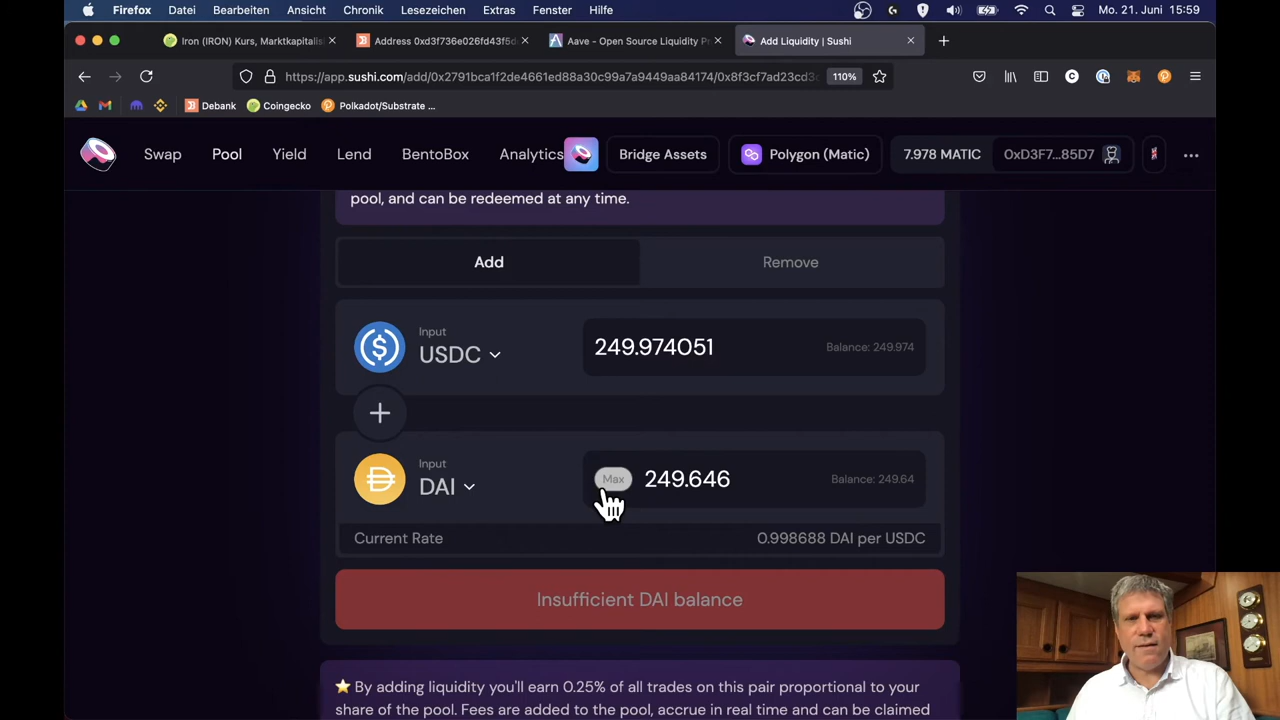 Firefox Datei Bearbeiten Ansicht Chronik Lesezeichen Extras Fenster Hilfe Mo. 21. Juni 15:59
Iron (IRON) Kurs, Marktkapitalis Address 0xd3f736e026fd43f5d Aave - Open Source Liquidity Pr Add Liquidity | Sushi
https://app.sushi.com/add/0x2791bca1f2de4661ed88a30c99a7a9449aa84174/0x8f3cf7ad23cd3c 110%
Debank Coingecko Polkadot/Substrate ...
Swap Pool Yield Lend BentoBox Analytics Bridge Assets Polygon (Matic) 7.978 MATIC 0xD3F7...85D7
pool, and can be redeemed at any time.
Add Remove
Input
USDC 249.974051 Balance: 249.974
Input
DAI Max 249.646 Balance: 249.64
Current Rate 0.998688 DAI per USDC
Insufficient DAI balance
⭐ By adding liquidity you'll earn 0.25% of all trades on this pair proportional to your
share of the pool. Fees are added to the pool, accrue in real time and can be claimed